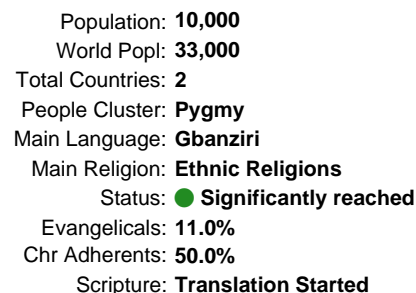 Population: 10,000
World Popl: 33,000
Total Countries: 2
People Cluster: Pygmy
Main Language: Gbanziri
Main Religion: Ethnic Religions
Status: Significantly reached
Evangelicals: 11.0%
Chr Adherents: 50.0%
Scripture: Translation Started